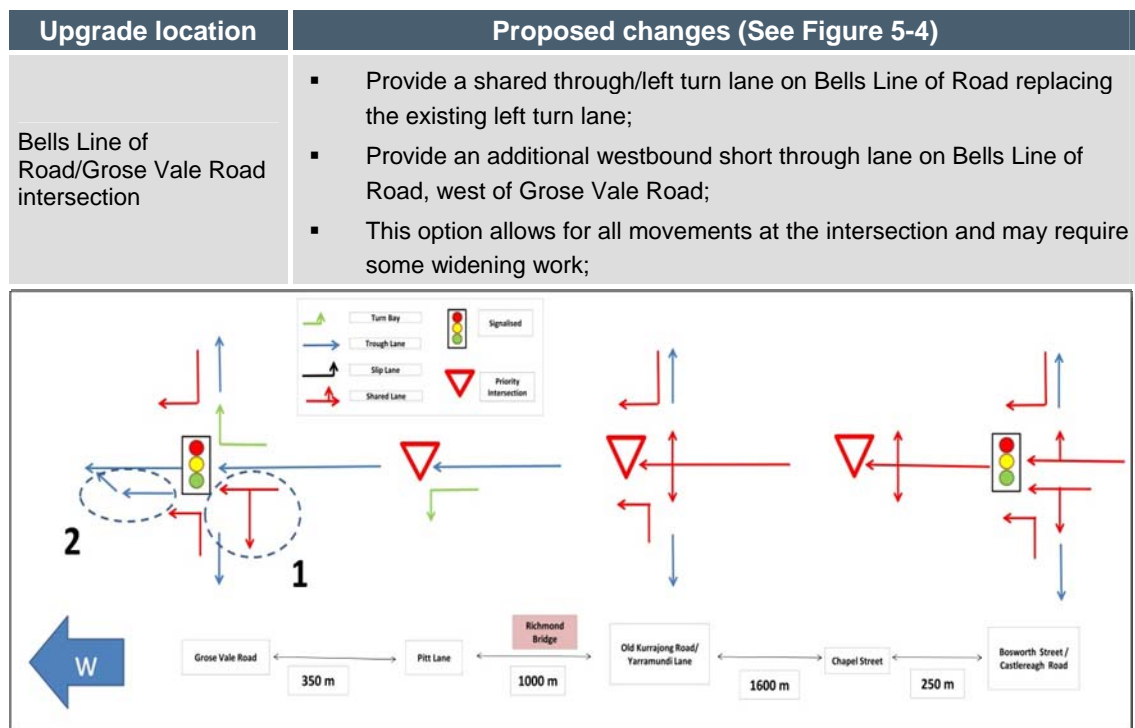 Upgrade location
Proposed changes (See Figure 5-4)
Bells Line of
Road/Grose Vale Road
intersection
▪ Provide a shared through/left turn lane on Bells Line of Road replacing
the existing left turn lane;
▪ Provide an additional westbound short through lane on Bells Line of
Road, west of Grose Vale Road;
▪ This option allows for all movements at the intersection and may require
some widening work;
Turn Bay
Trough Lane
Slip Lane
Shared Lane
Signalised
Priority
Intersection
2
1
W
Grose Vale Road
350 m
Pitt Lane
Richmond
Bridge
1000 m
Old Kurrajong Road/
Yarramundi Lane
1600 m
Chapel Street
250 m
Bosworth Street /
Castlereagh Road